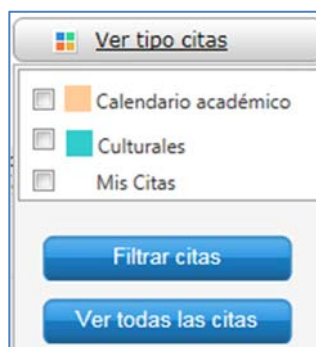 Ver tipo citas
Calendario académico
Culturales
Mis Citas
Filtrar citas
Ver todas las citas